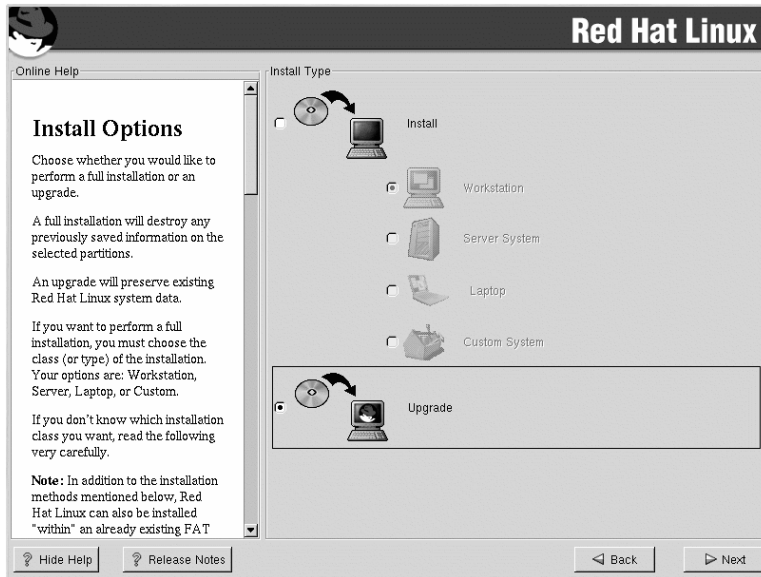 Red Hat Linux
Online Help
Install Options
Choose whether you would like to
perform a full installation or an
upgrade.
A full installation will destroy any
previously saved information on the
selected partitions.
An upgrade will preserve existing
Red Hat Linux system data.
If you want to perform a full
installation, you must choose the
class (or type) of the installation.
Your options are: Workstation,
Server, Laptop, or Custom.
If you don't know which installation
class you want, read the following
very carefully.
Note: In addition to the installation
methods mentioned below, Red
Hat Linux can also be installed
"within" an already existing FAT
Install Type
Install
Workstation
Server System
Laptop
Custom System
Upgrade
? Hide Help
? Release Notes
Back
Next